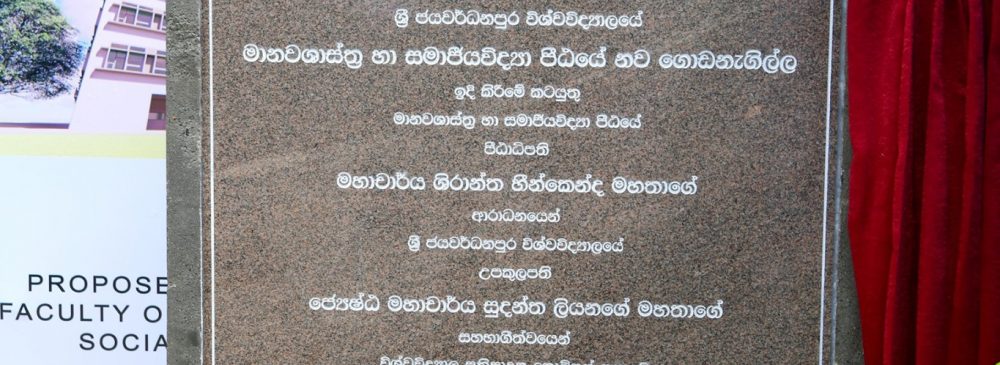 ශ්‍රී ජයවර්ධනපුර විශ්වවිද්‍යාලයේ
මානවශාස්ත්‍ර හා සමාජීයවිද්‍යා පීඨයේ නව ගොඩනැගිල්ල
ඉදි කිරීමේ කටයුතු
මානවශාස්ත්‍ර හා සමාජීයවිද්‍යා පීඨයේ
පීඨාධිපති
මහාචාර්ය ශිරාන්ත හීන්කෙන්ද මහතාගේ
ආරාධනයෙන්
ශ්‍රී ජයවර්ධනපුර විශ්වවිද්‍යාලයේ
උපකුලපති
ජ්‍යෙෂ්ඨ මහාචාර්ය සුදන්ත ලියනගේ මහතාගේ
සහභාගීත්වයෙන්
PROPOSE
FACULTY O
SOCIA